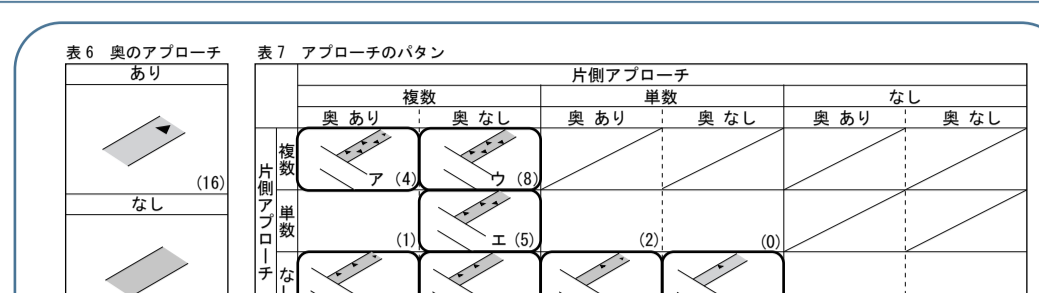 表6 奥のアプローチ
あり
(16)
なし
表7 アプローチのパタン
片側アプローチ
複数 単数 なし
奥 あり 奥 なし 奥 あり 奥 なし 奥 あり 奥 なし
片側アプローチ
複数
ア (4) ウ (8)
単数
(1) エ (5) (2) (0)
なし